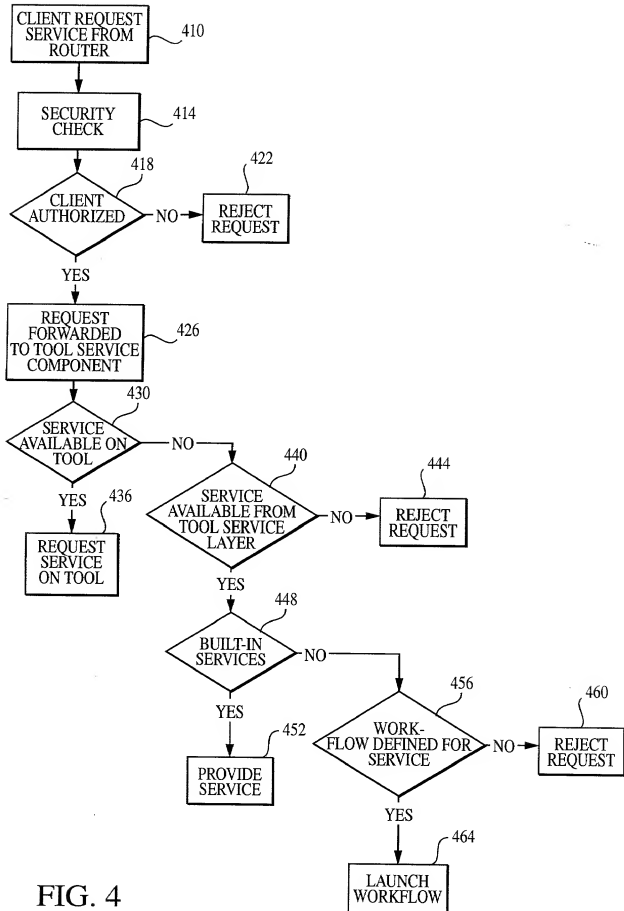 CLIENT REQUEST
SERVICE FROM
ROUTER
410
SECURITY
CHECK
414
CLIENT
AUTHORIZED
418
NO
422
REJECT
REQUEST
YES
REQUEST
FORWARDED
TO TOOL SERVICE
COMPONENT
426
430
SERVICE
AVAILABLE ON
TOOL
NO
YES
436
REQUEST
SERVICE
ON TOOL
440
SERVICE
AVAILABLE FROM
TOOL SERVICE
LAYER
NO
444
REJECT
REQUEST
YES
448
BUILT-IN
SERVICES
NO
YES
452
PROVIDE
SERVICE
456
WORK-
FLOW DEFINED FOR
SERVICE
NO
460
REJECT
REQUEST
YES
464
LAUNCH
WORKFLOW
FIG. 4